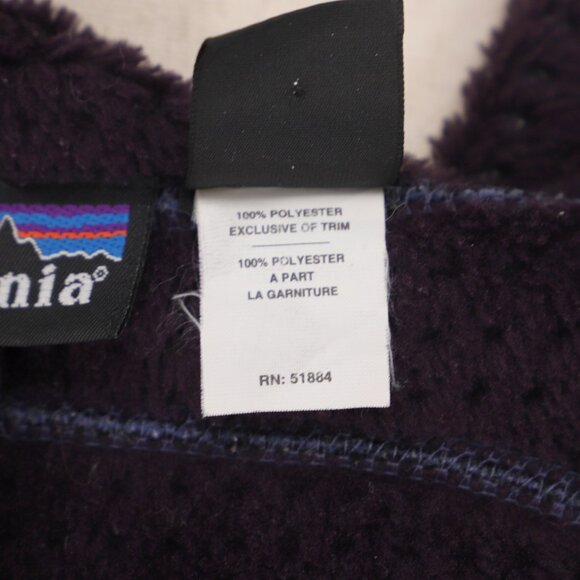 nia®
100% POLYESTER
EXCLUSIVE OF TRIM
100% POLYESTER
A PART
LA GARNITURE
RN: 51884